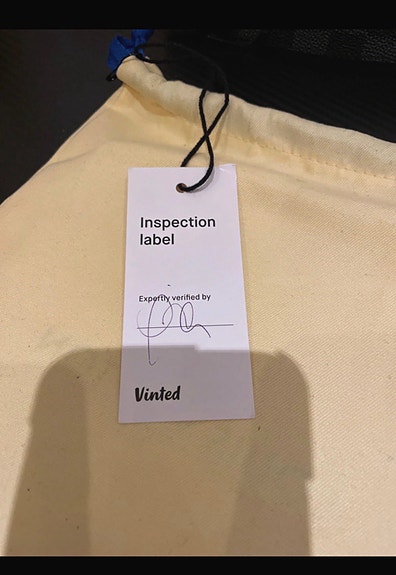 Inspection
label
Expertly verified by
Vinted